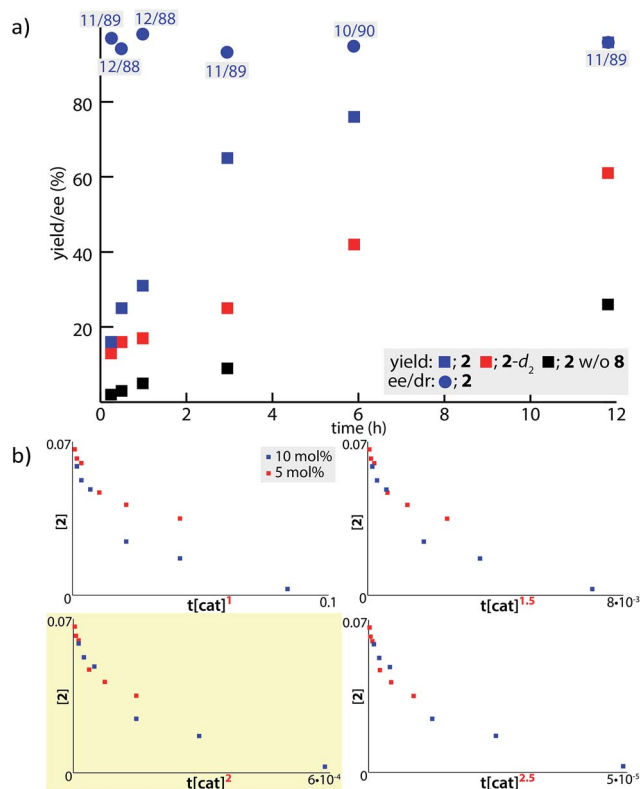 a)
11/89
12/88
12/88
11/89
10/90
11/89
yield/ee (%)
80
60
40
20
0
2
4
6
8
10
12
time (h)
yield: ■; 2 ■; 2-d₂ ■; 2 w/o 8
ee/dr: ●; 2
b)
0.07
[2]
10 mol%
5 mol%
0
t[cat]¹
0.1
0.07
[2]
0
t[cat]¹·⁵
8•10⁻³
0.07
[2]
0
t[cat]²
6•10⁻⁴
0.07
[2]
0
t[cat]²·⁵
5•10⁻⁵